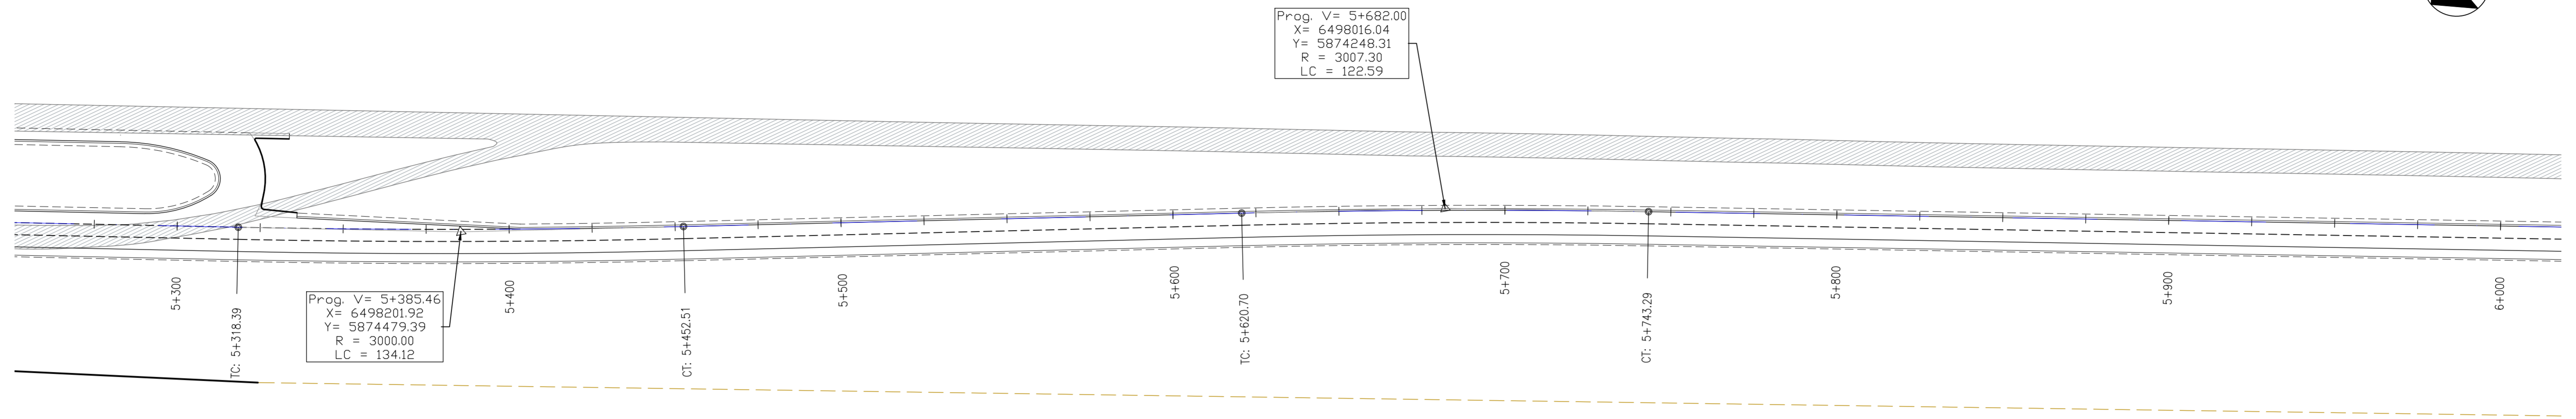 Prog. V= 5+682.00
X= 6498016.04
Y= 5874248.31
R = 3007.30
LC = 122.59
5+300
TC: 5+318.39
Prog. V= 5+385.46
X= 6498201.92
Y= 5874479.39
R = 3000.00
LC = 134.12
5+400
CT: 5+452.51
5+500
5+600
TC: 5+620.70
5+700
CT: 5+743.29
5+800
5+900
6+000